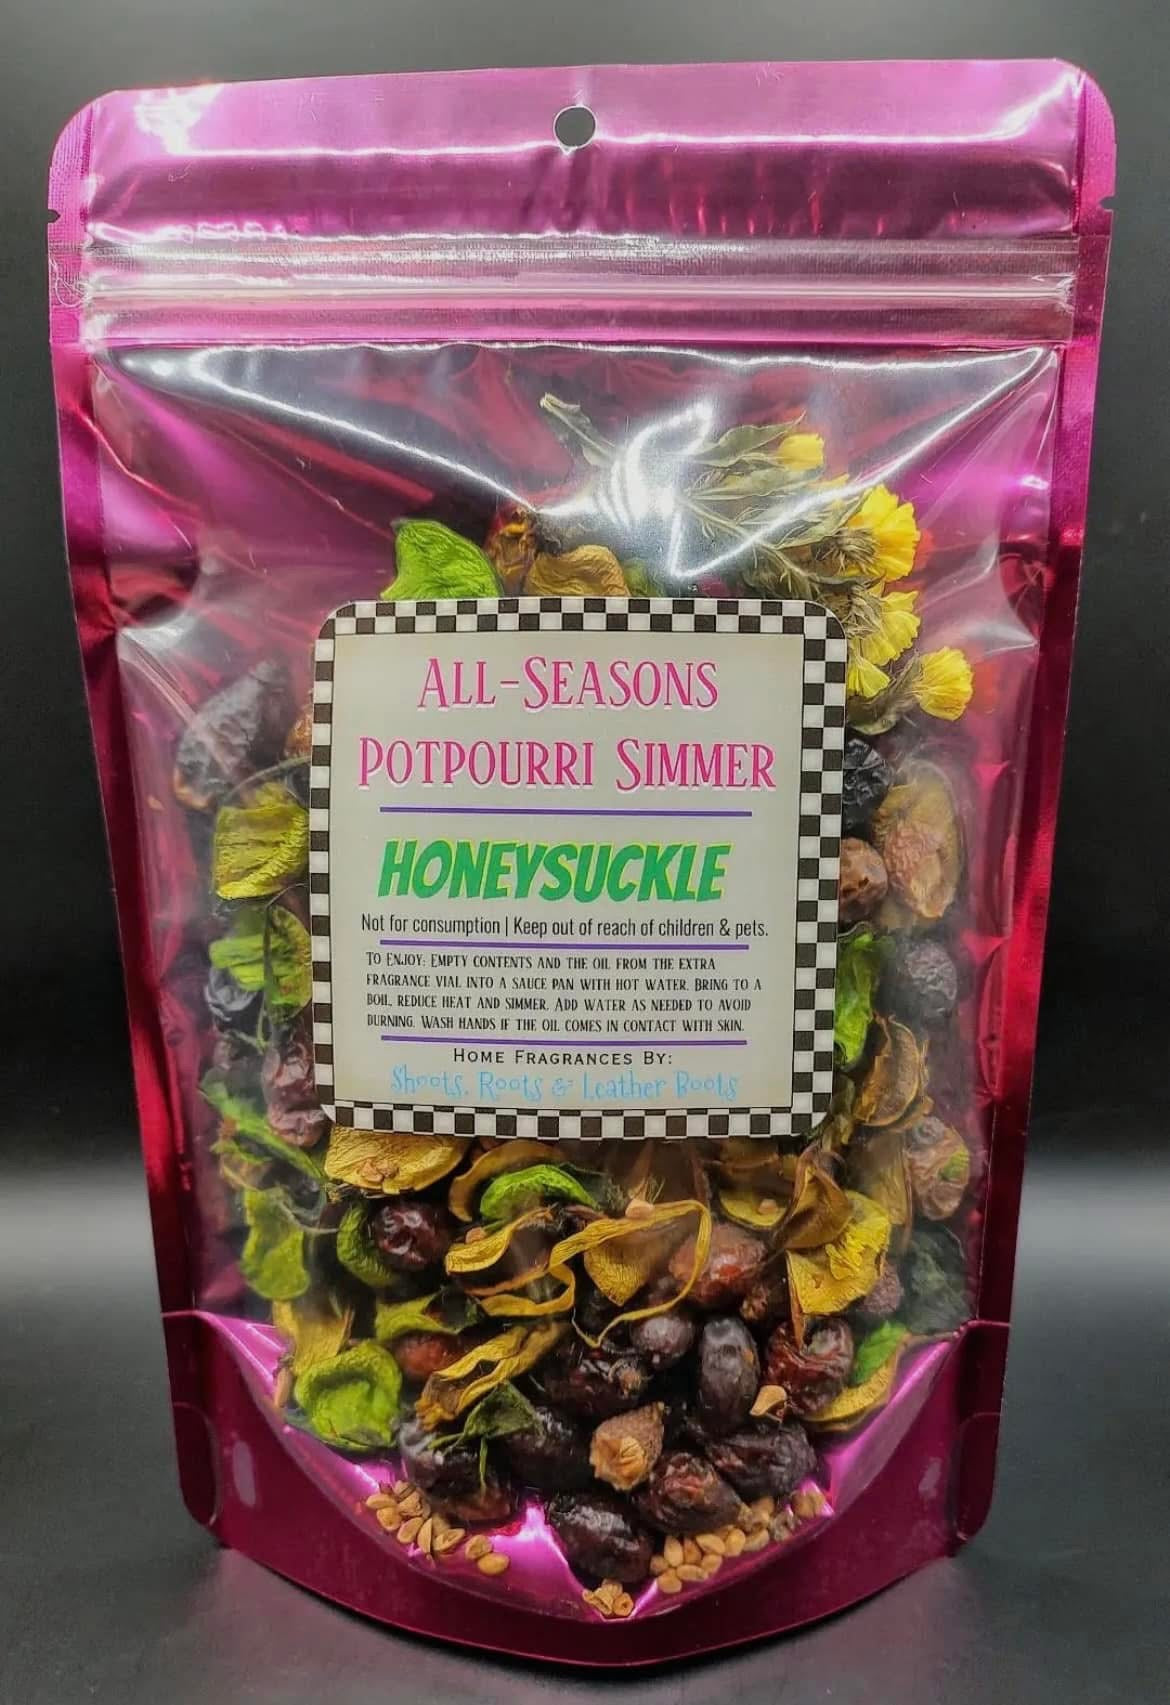 All-Seasons
Potpourri Simmer
HONEYSUCKLE
Not for consumption | Keep out of reach of children & pets.
To Enjoy: Empty contents and the oil from the extra
fragrance vial into a sauce pan with hot water. Bring to a
boil, reduce heat and simmer. Add water as needed to avoid
burning. Wash hands if the oil comes in contact with skin.
Home Fragrances By:
Shoots, Roots & Leather Boots